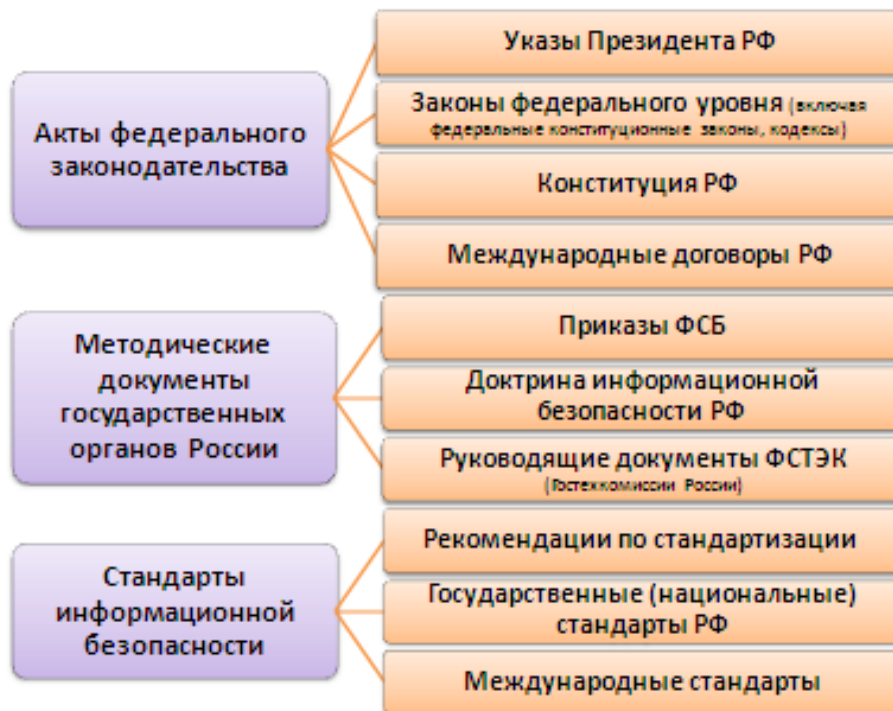 Акты федерального
законодательства
Указы Президента РФ
Законы федерального уровня (включая
федеральные конституционные законы, кодексы)
Конституция РФ
Международные договоры РФ
Методические
документы
государственных
органов России
Приказы ФСБ
Доктрина информационной
безопасности РФ
Руководящие документы ФСТЭК
(Гостехкомиссии России)
Стандарты
информационной
безопасности
Рекомендации по стандартизации
Государственные (национальные)
стандарты РФ
Международные стандарты